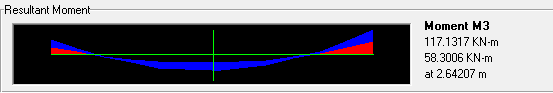 Resultant Moment
Moment M3
117.1317 KN-m
58.3006 KN-m
at 2.64207 m